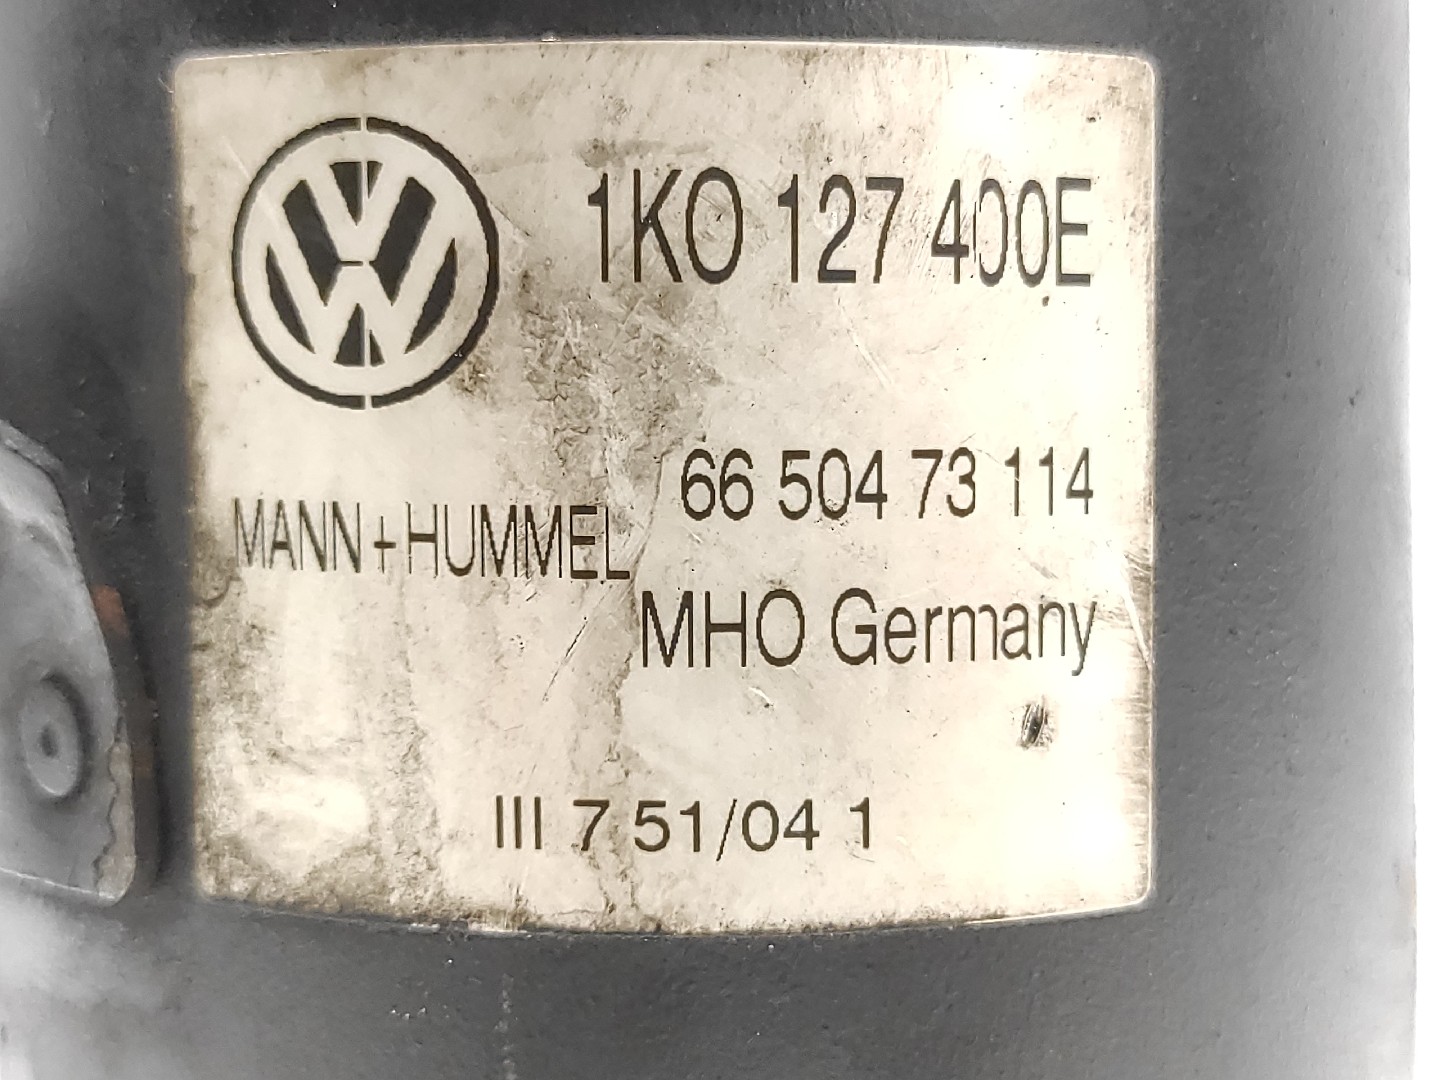 1K0 127 400E
66 504 73 114
MANN+HUMMEL
MHO Germany
III 7 51/04 1